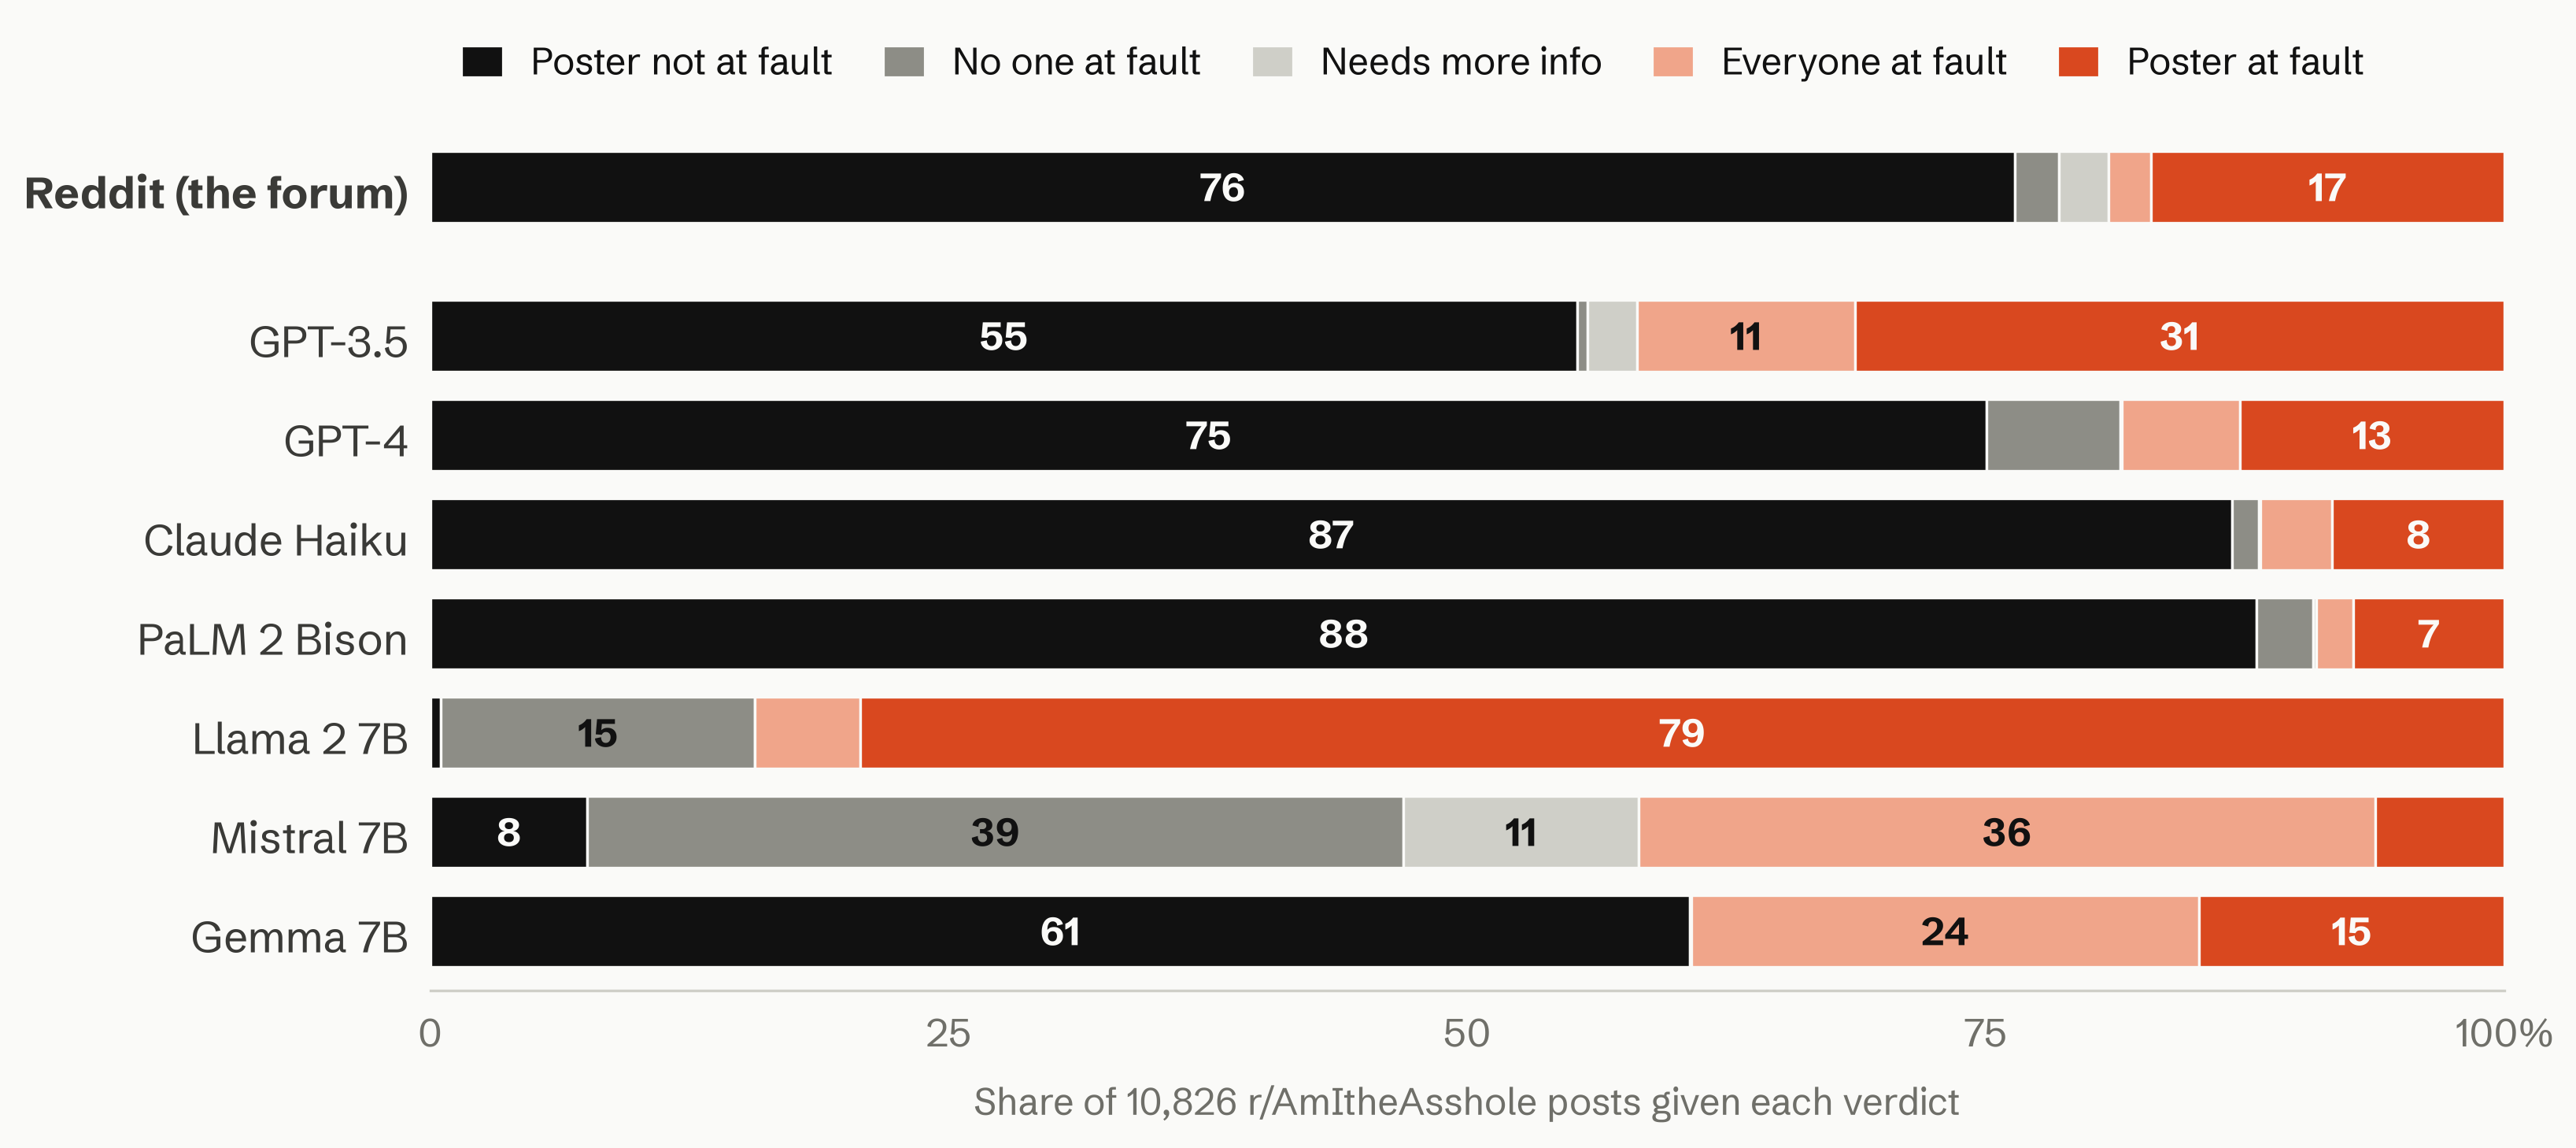 Poster not at fault No one at fault Needs more info Everyone at fault Poster at fault
Reddit (the forum) 76 17
GPT-3.5 55 11 31
GPT-4 75 13
Claude Haiku 87 8
PaLM 2 Bison 88 7
Llama 2 7B 15 79
Mistral 7B 8 39 11 36
Gemma 7B 61 24 15
0 25 50 75 100%
Share of 10,826 r/AmItheAsshole posts given each verdict